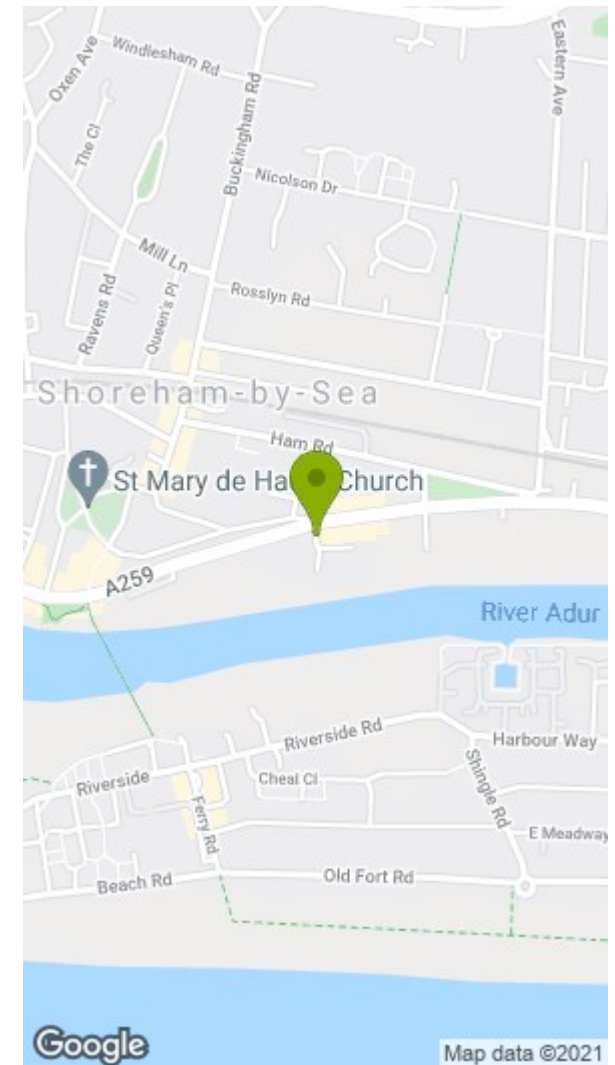 Windlesham Rd
Oxen Ave
Eastern Ave
The Cl
Buckingham Rd
Nicolson Dr
Mill Ln
Rosslyn Rd
Ravens Rd
Queen's Pl
Shoreham-by-Sea
Ham Rd
St Mary de Ha Church
A259
River Adur
Riverside Rd
Harbour Way
Shingle Rd
Riverside
Cheal Cl
Ferry Rd
E Meadway
Beach Rd
Old Fort Rd
Google
Map data ©2021